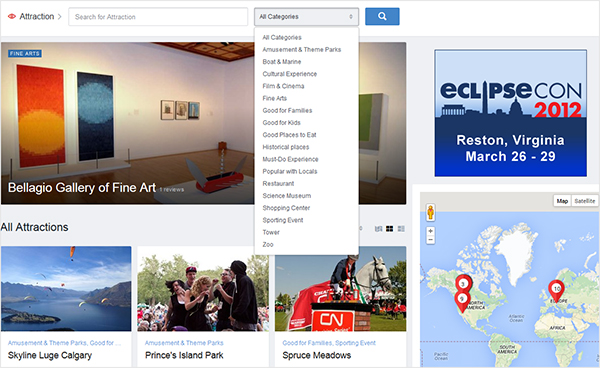 Attraction
Search for Attraction
All Categories
All Categories
Amusement & Theme Parks
Boat & Marine
Cultural Experience
Film & Cinema
Fine Arts
Good for Families
Good for Kids
Good Places to Eat
Historical places
Must-Do Experience
Popular with Locals
Restaurant
Science Museum
Shopping Center
Sporting Event
Tower
Zoo
FINE ARTS
Bellagio Gallery of Fine Art 1 reviews
ECLIPSECON
2012
Reston, Virginia
March 26 - 29
All Attractions
Amusement & Theme Parks, Good for ...
Skyline Luge Calgary
Amusement & Theme Parks
Prince's Island Park
CN
Good for Families, Sporting Event
Spruce Meadows
Map
Satellite
+
-
3
9
10
NORTH
AMERICA
EUROPE
Atlantic
Ocean
AFRICA
SOUTH
AMERICA
Pacific
Ocean